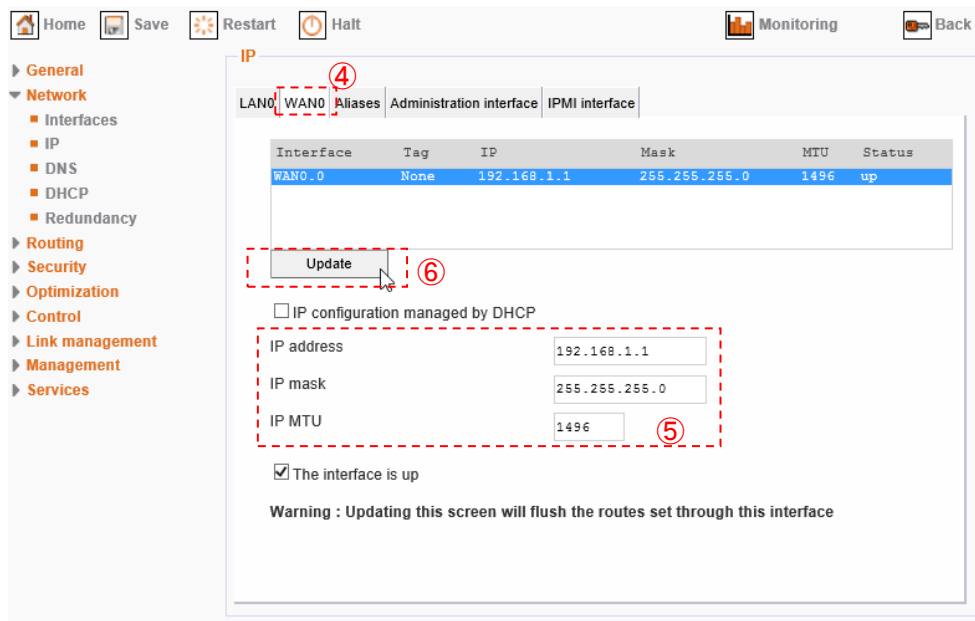 Home Save Restart Halt Monitoring Back
General
Network
Interfaces
IP
DNS
DHCP
Redundancy
Routing
Security
Optimization
Control
Link management
Management
Services
IP
④
LAN0 WAN0 Aliases Administration interface IPMI interface
Interface Tag IP Mask MTU Status
WAN0.0 None 192.168.1.1 255.255.255.0 1496 up
Update ⑥
IP configuration managed by DHCP
IP address 192.168.1.1
IP mask 255.255.255.0
IP MTU 1496 ⑤
The interface is up
Warning : Updating this screen will flush the routes set through this interface